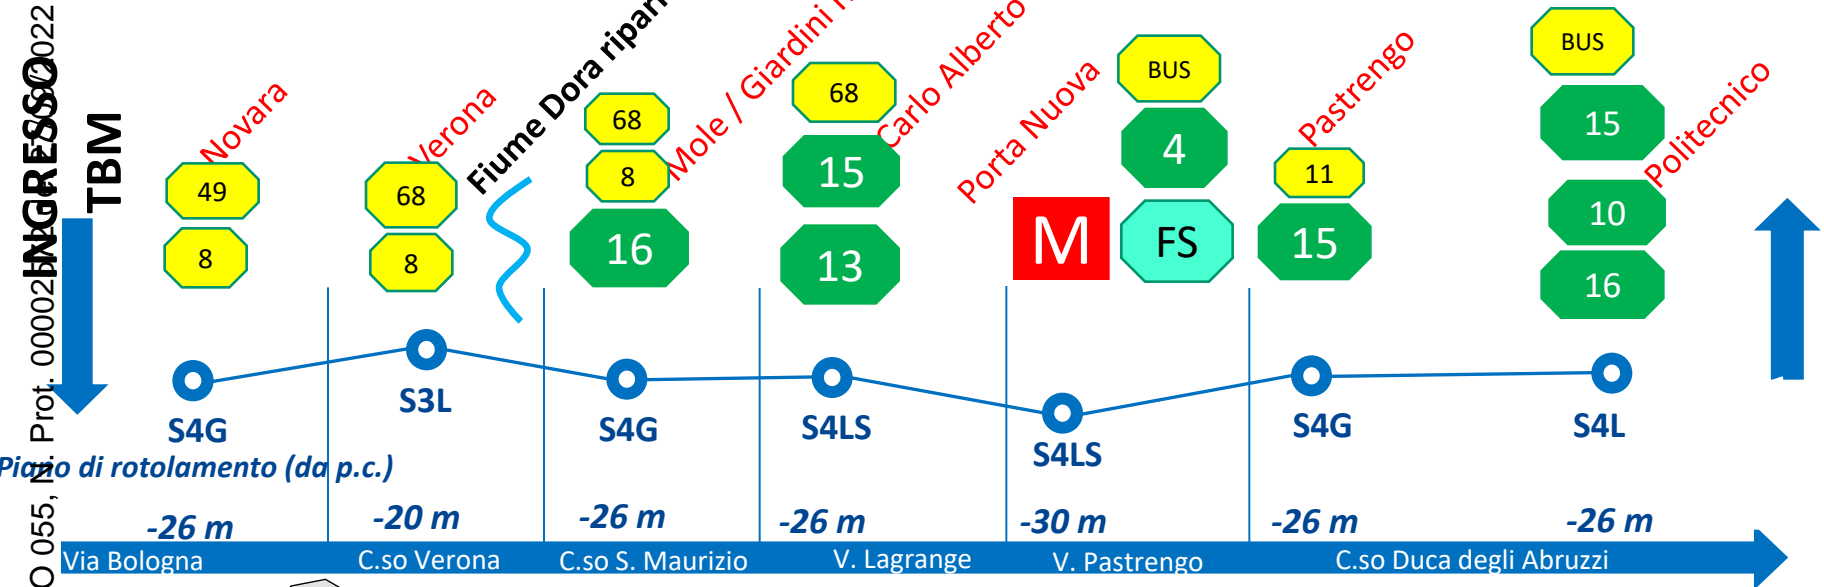 INGRESSO
TBM
Novara
49
8
Verona
68
8
Fiume Dora ripari
68
8
16
Mole / Giardini
68
15
13
Carlo Alberto
Porta Nuova
M
BUS
4
FS
Pastrengo
11
15
BUS
15
10
16
Politecnico
S4G
S3L
S4G
S4LS
S4LS
S4G
S4L
Piano di rotolamento (da p.c.)
-26 m
-20 m
-26 m
-26 m
-30 m
-26 m
-26 m
Via Bologna
C.so Verona
C.so S. Maurizio
V. Lagrange
V. Pastrengo
C.so Duca degli Abruzzi
O 055, N. Prot.